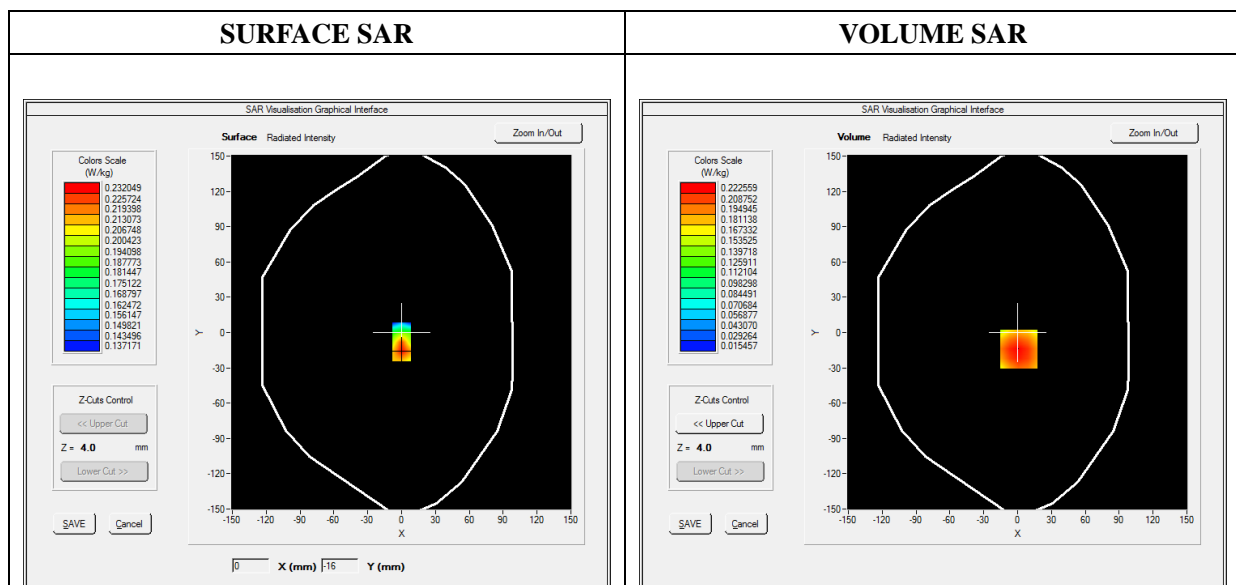 SURFACE SAR
SAR Visualisation Graphical Interface
Surface Radiated Intensity
Zoom In/Out
Colors Scale
(W/kg)
0.232049
0.225724
0.219398
0.213073
0.206748
0.200423
0.194098
0.187773
0.181447
0.175122
0.168797
0.162472
0.156147
0.149821
0.143496
0.137171
Z-Cuts Control
<< Upper Cut
Z = 4.0 mm
Lower Cut >>
SAVE Cancel
150
120
90
60
30
0
-30
-60
-90
-120
-150
Y
-150 -120 -90 -60 -30 0 30 60 90 120 150
X
0 X (mm) -16 Y (mm)
VOLUME SAR
SAR Visualisation Graphical Interface
Volume Radiated Intensity
Zoom In/Out
Colors Scale
(W/kg)
0.222559
0.208752
0.194945
0.181138
0.167332
0.153525
0.139718
0.125911
0.112104
0.098298
0.084491
0.070684
0.056877
0.043070
0.029264
0.015457
Z-Cuts Control
<< Upper Cut
Z = 4.0 mm
Lower Cut >>
SAVE Cancel
150
120
90
60
30
0
-30
-60
-90
-120
-150
Y
-150 -120 -90 -60 -30 0 30 60 90 120 150
X